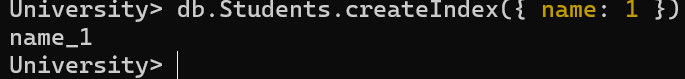 University> db.Students.createIndex({ name: 1 })
name_1
University>